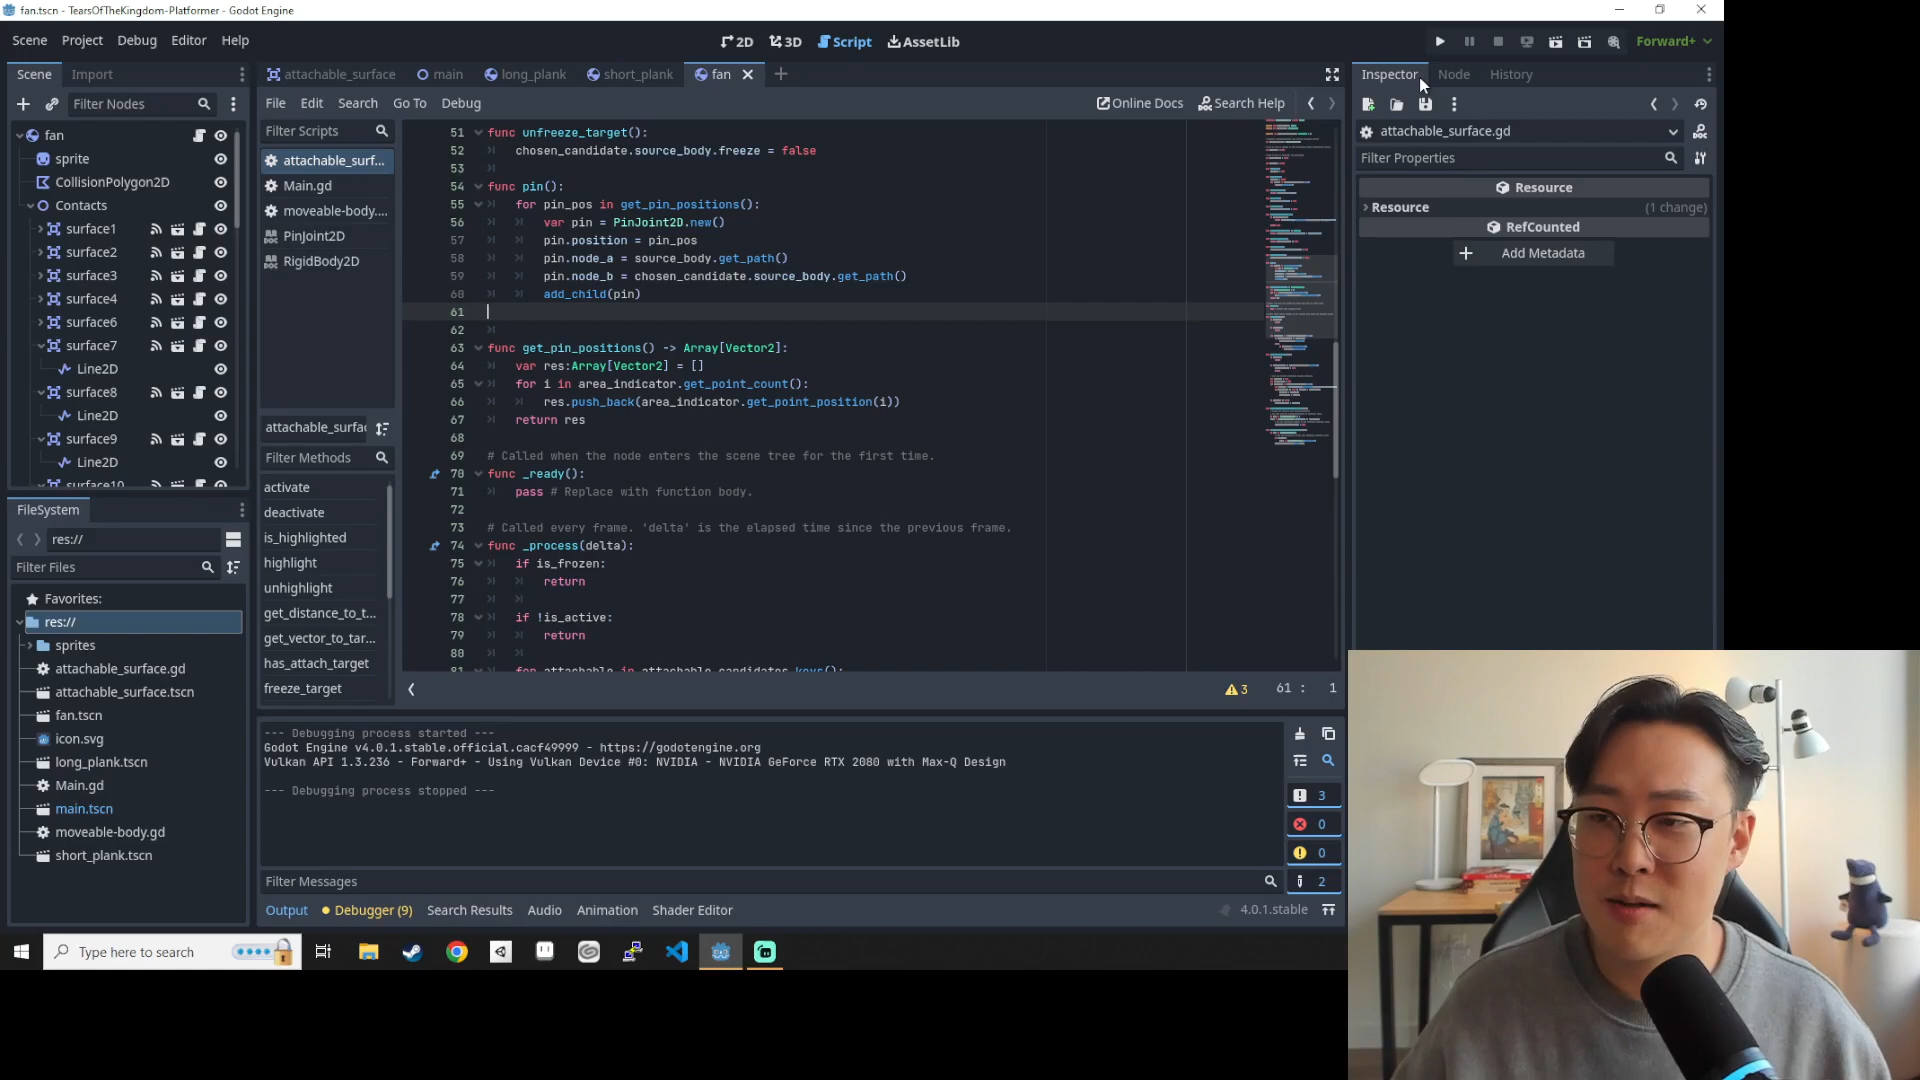 fan.tscn - TearsOfTheKingdom-Platformer - Godot Engine
Scene Project Debug Editor Help
2D 3D Script AssetLib
Forward+
Scene Import
attachable_surface main long_plank short_plank fan
Inspector Node History
Filter Nodes
File Edit Search Go To Debug
Online Docs Search Help
fan
sprite
CollisionPolygon2D
Contacts
surface1
surface2
surface3
surface4
surface6
surface7
Line2D
surface8
Line2D
surface9
Line2D
surface10
FileSystem
res://
Filter Files
Favorites:
res://
sprites
attachable_surface.gd
attachable_surface.tscn
fan.tscn
icon.svg
long_plank.tscn
Main.gd
main.tscn
moveable-body.gd
short_plank.tscn
Filter Scripts
attachable_surf...
Main.gd
moveable-body....
PinJoint2D
RigidBody2D
attachable_surfa
Filter Methods
activate
deactivate
is_highlighted
highlight
unhighlight
get_distance_to_t...
get_vector_to_tar...
has_attach_target
freeze_target
51 func unfreeze_target():
52 chosen_candidate.source_body.freeze = false
53
54 func pin():
55 for pin_pos in get_pin_positions():
56 var pin = PinJoint2D.new()
57 pin.position = pin_pos
58 pin.node_a = source_body.get_path()
59 pin.node_b = chosen_candidate.source_body.get_path()
60 add_child(pin)
61
62
63 func get_pin_positions() -> Array[Vector2]:
64 var res:Array[Vector2] = []
65 for i in area_indicator.get_point_count():
66 res.push_back(area_indicator.get_point_position(i))
67 return res
68
69 # Called when the node enters the scene tree for the first time.
70 func _ready():
71 pass # Replace with function body.
72
73 # Called every frame. 'delta' is the elapsed time since the previous frame.
74 func _process(delta):
75 if is_frozen:
76 return
77
78 if !is_active:
79 return
80
81 for attachable in attachable_candidates.keys():
3 61 : 1
attachable_surface.gd
Filter Properties
Resource
Resource (1 change)
RefCounted
Add Metadata
--- Debugging process started ---
Godot Engine v4.0.1.stable.official.cacf49999 - https://godotengine.org
Vulkan API 1.3.236 - Forward+ - Using Vulkan Device #0: NVIDIA - NVIDIA GeForce RTX 2080 with Max-Q Design
--- Debugging process stopped ---
3
0
0
2
Filter Messages
Output Debugger (9) Search Results Audio Animation Shader Editor
4.0.1.stable
Type here to search